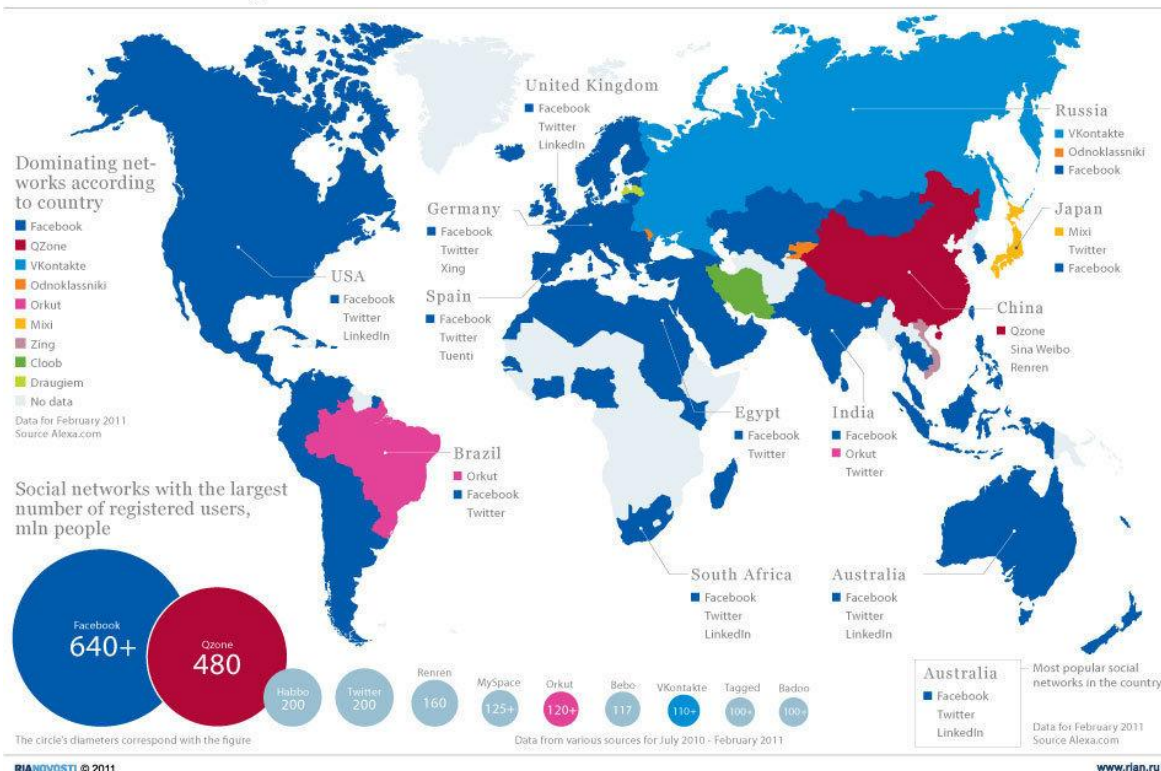 United Kingdom
Facebook
Twitter
LinkedIn
Russia
VKontakte
Odnoklassniki
Facebook
Dominating net-
works according
to country
Facebook
QZone
VKontakte
Odnoklassniki
Orkut
Mixi
Zing
Cloob
Draugiem
No data
Data for February 2011
Source Alexa.com
Germany
Facebook
Twitter
Xing
Japan
Mixi
Twitter
Facebook
USA
Facebook
Twitter
LinkedIn
Spain
Facebook
Twitter
Tuenti
China
Qzone
Sina Weibo
Renren
Egypt
Facebook
Twitter
India
Facebook
Orkut
Twitter
Brazil
Orkut
Facebook
Twitter
Social networks with the largest
number of registered users,
mln people
South Africa
Facebook
Twitter
LinkedIn
Australia
Facebook
Twitter
LinkedIn
Facebook
640+
Qzone
480
Habbo
200
Twitter
200
Renren
160
MySpace
125+
Orkut
120+
Bebo
117
VKontakte
110+
Tagged
100+
Badoo
100+
Australia
Facebook
Twitter
LinkedIn
Most popular social
networks in the country
Data for February 2011
Source Alexa.com
The circle's diameters correspond with the figure
Data from various sources for July 2010 - February 2011
RIANOVOSTI © 2011
www.rian.ru